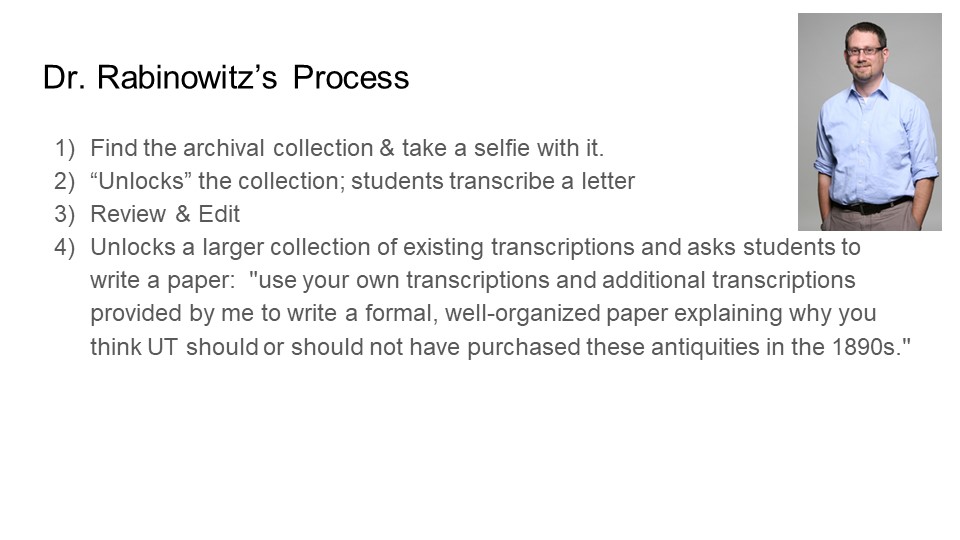 Dr. Rabinowitz’s Process
1) Find the archival collection & take a selfie with it.
2) “Unlocks” the collection; students transcribe a letter
3) Review & Edit
4) Unlocks a larger collection of existing transcriptions and asks students to
write a paper:  "use your own transcriptions and additional transcriptions
provided by me to write a formal, well-organized paper explaining why you
think UT should or should not have purchased these antiquities in the 1890s."